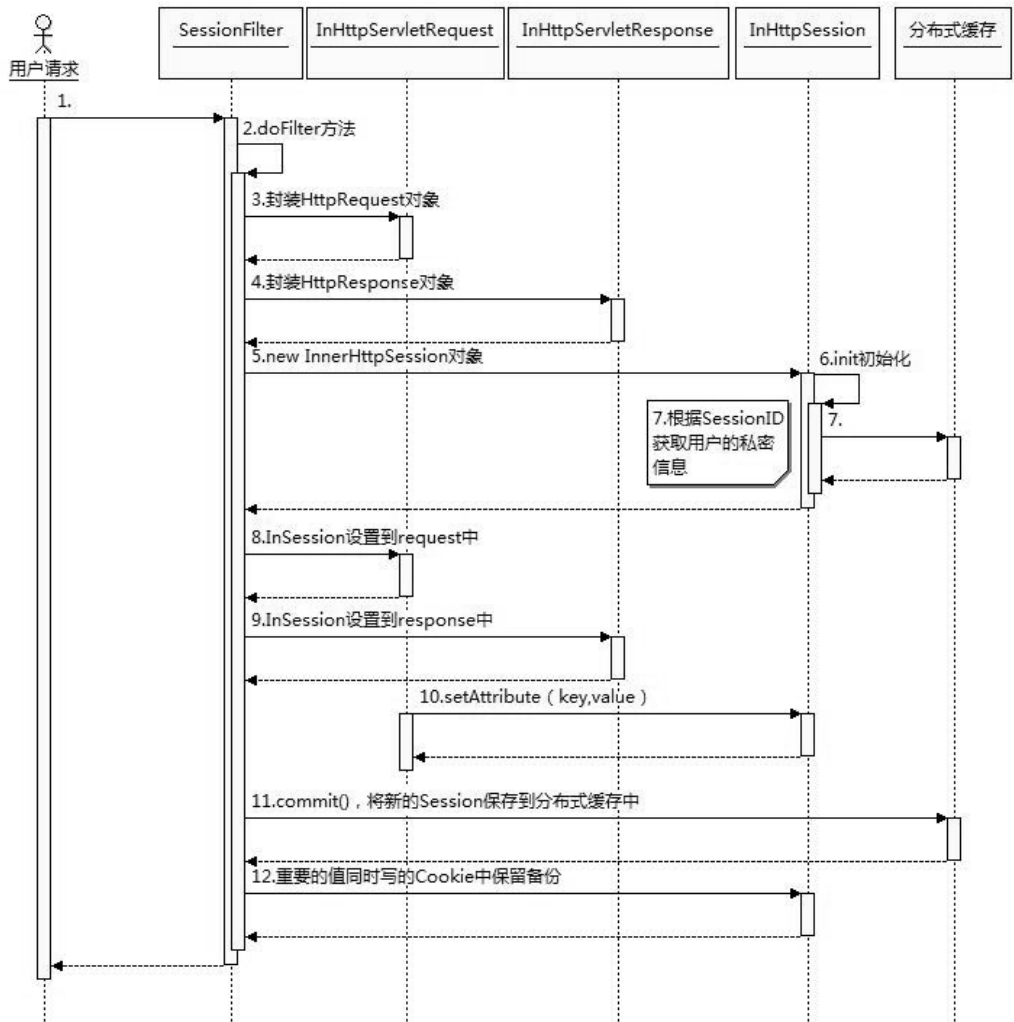 SessionFilter
InHttpServletRequest
InHttpServletResponse
InHttpSession
分布式缓存
用户请求
1.
2.doFilter方法
3.封装HttpRequest对象
4.封装HttpResponse对象
5.new InnerHttpSession对象
6.init初始化
7.根据SessionID
获取用户的私密
信息
7.
8.InSession设置到request中
9.InSession设置到response中
10.setAttribute（key,value）
11.commit()，将新的Session保存到分布式缓存中
12.重要的值同时写的Cookie中保留备份